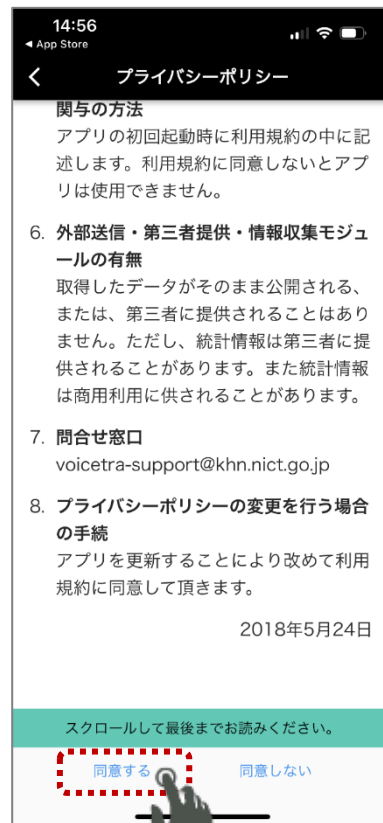 14:56
◀ App Store
プライバシーポリシー
関与の方法
アプリの初回起動時に利用規約の中に記
述します。利用規約に同意しないとアプ
リは使用できません。
6. 外部送信・第三者提供・情報収集モジュ
ールの有無
取得したデータがそのまま公開される、
または、第三者に提供されることはあり
ません。ただし、統計情報は第三者に提
供されることがあります。また統計情報
は商用利用に供されることがあります。
7. 問合せ窓口
voicetra-support@khn.nict.go.jp
8. プライバシーポリシーの変更を行う場合
の手続
アプリを更新することにより改めて利用
規約に同意して頂きます。
2018年5月24日
スクロールして最後までお読みください。
同意する 同意しない